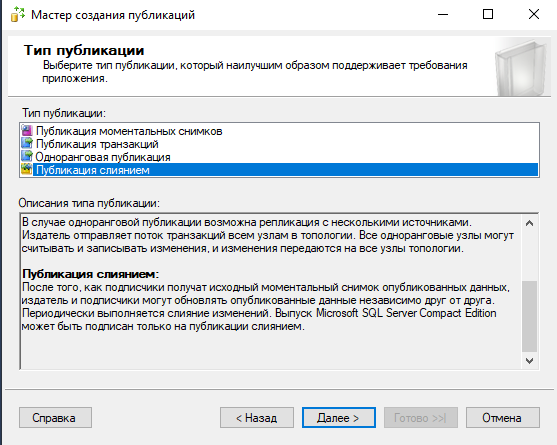 Мастер создания публикаций
Тип публикации
Выберите тип публикации, который наилучшим образом поддерживает требования
приложения.
Тип публикации:
Публикация моментальных снимков
Публикация транзакций
Одноранговая публикация
Публикация слиянием
Описания типа публикации:
В случае одноранговой публикации возможна репликация с несколькими источниками.
Издатель отправляет поток транзакций всем узлам в топологии. Все одноранговые узлы могут
считывать и записывать изменения, и изменения передаются на все узлы топологии.
Публикация слиянием:
После того, как подписчики получат исходный моментальный снимок опубликованных данных,
издатель и подписчики могут обновлять опубликованные данные независимо друг от друга.
Периодически выполняется слияние изменений. Выпуск Microsoft SQL Server Compact Edition
может быть подписан только на публикации слиянием.
Справка
< Назад
Далее >
Готово >>|
Отмена